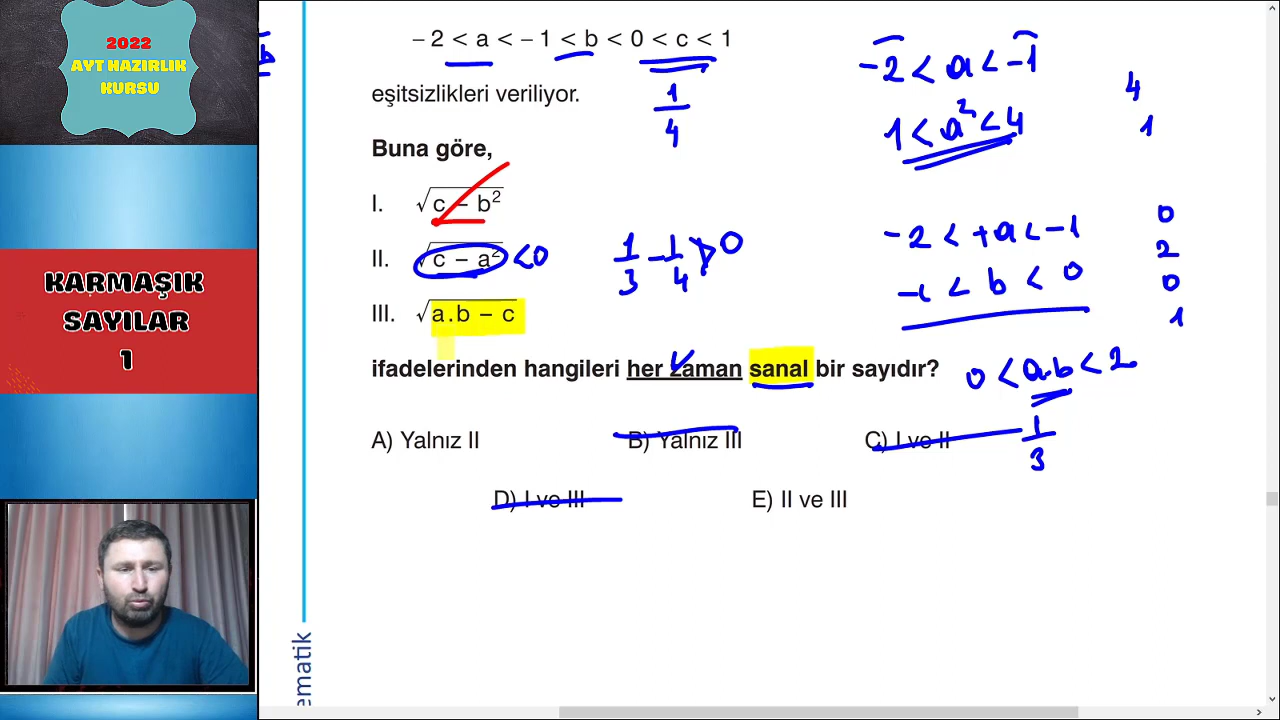 2022
AYT HAZIRLIK
KURSU
KARMAŞIK
SAYILAR
1
b
– 2 < a < – 1 < b < 0 < c < 1
eşitsizlikleri veriliyor.
1/4
Buna göre,
I. √c – b²
II. √c – a² <0
1/3 - 1/4 > 0
III. √a.b – c
ifadelerinden hangileri her zaman sanal bir sayıdır?
A) Yalnız II
B) Yalnız III
C) I ve II
D) I ve III
E) II ve III
-2 < a < -1
1 < a² < 4
4
1
-2 < +a < -1
-1 < b < 0
0
2
0
1
0 < a.b < 2
1/3
ematik